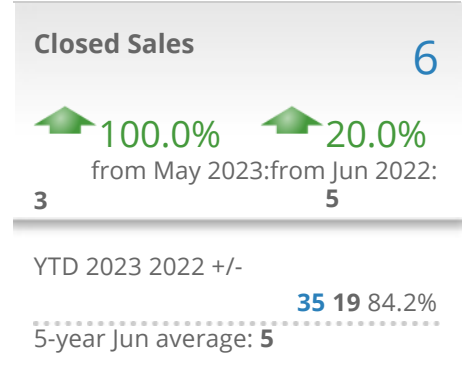 Closed Sales 6
100.0% 20.0%
from May 2023: from Jun 2022:
3 5
YTD 2023 2022 +/-
35 19 84.2%
5-year Jun average: 5